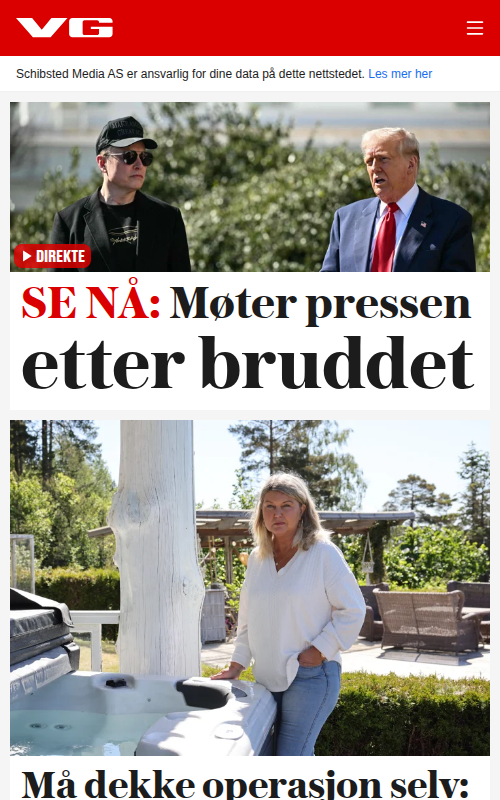 VG
Schibsted Media AS er ansvarlig for dine data på dette nettstedet. Les mer her
DIREKTE
SE NÅ: Møter pressen
etter bruddet
Må dekke operasjon selv: